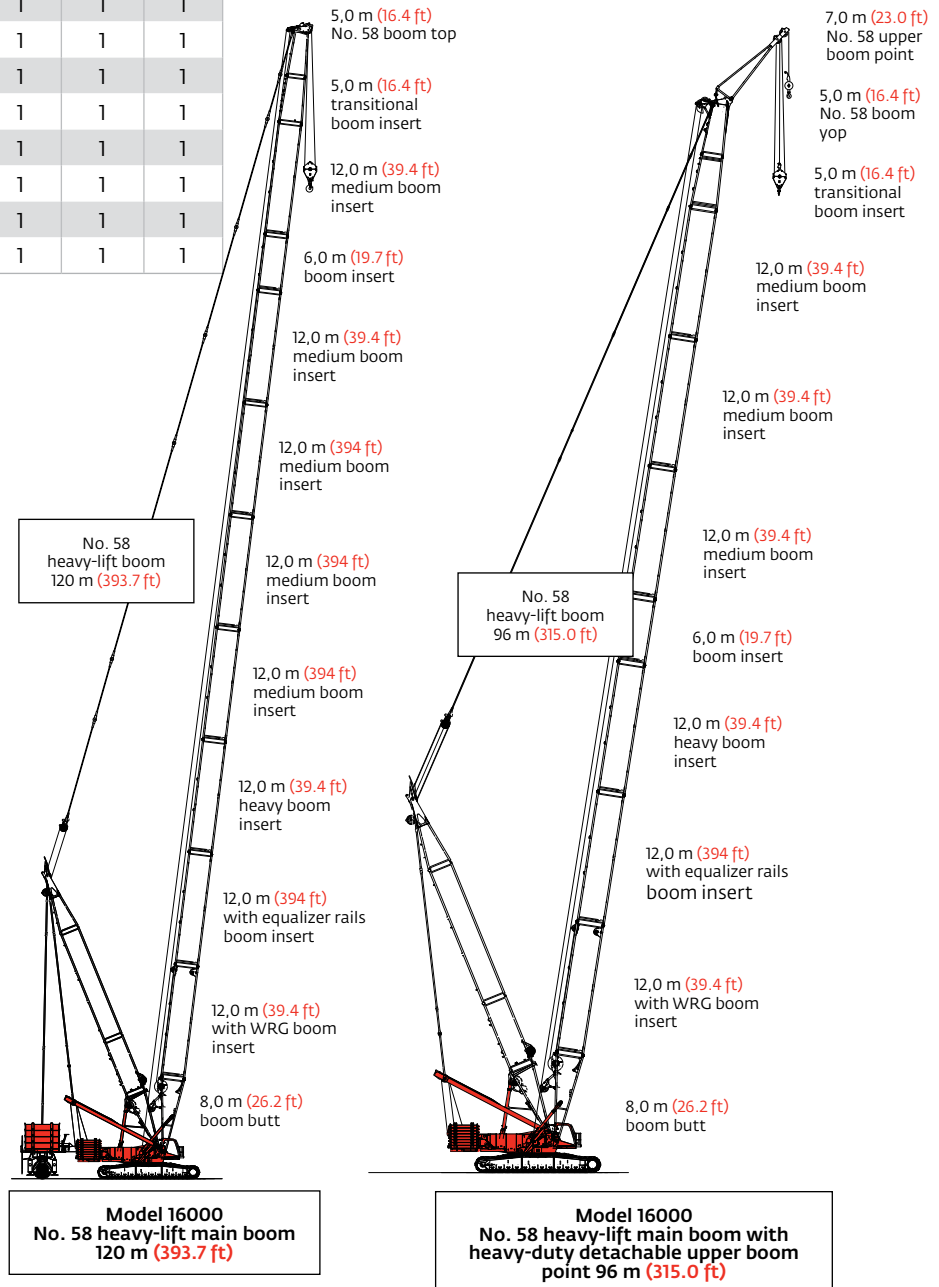 1 1 1
1 1 1
1 1 1
1 1 1
1 1 1
1 1 1
1 1 1
1 1 1
5,0 m (16.4 ft)
No. 58 boom top
5,0 m (16.4 ft)
transitional
boom insert
12,0 m (39.4 ft)
medium boom
insert
6,0 m (19.7 ft)
boom insert
12,0 m (39.4 ft)
medium boom
insert
12,0 m (394 ft)
medium boom
insert
12,0 m (394 ft)
medium boom
insert
12,0 m (394 ft)
medium boom
insert
12,0 m (39.4 ft)
heavy boom
insert
12,0 m (394 ft)
with equalizer rails
boom insert
12,0 m (39.4 ft)
with WRG boom
insert
8,0 m (26.2 ft)
boom butt
No. 58
heavy-lift boom
120 m (393.7 ft)
Model 16000
No. 58 heavy-lift main boom
120 m (393.7 ft)
7,0 m (23.0 ft)
No. 58 upper
boom point
5,0 m (16.4 ft)
No. 58 boom
yop
5,0 m (16.4 ft)
transitional
boom insert
12,0 m (39.4 ft)
medium boom
insert
12,0 m (39.4 ft)
medium boom
insert
12,0 m (39.4 ft)
medium boom
insert
6,0 m (19.7 ft)
boom insert
12,0 m (39.4 ft)
heavy boom
insert
12,0 m (394 ft)
with equalizer rails
boom insert
12,0 m (39.4 ft)
with WRG boom
insert
8,0 m (26.2 ft)
boom butt
No. 58
heavy-lift boom
96 m (315.0 ft)
Model 16000
No. 58 heavy-lift main boom with
heavy-duty detachable upper boom
point 96 m (315.0 ft)